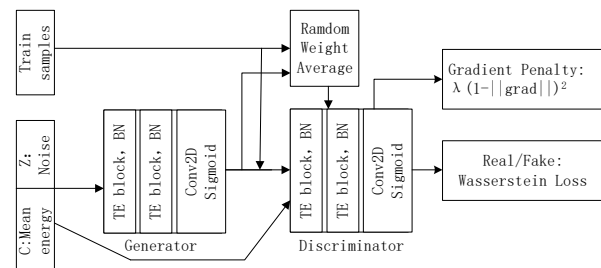 Train
samples
Ramdom
Weight
Average
Gradient Penalty:
λ(1-||grad||)²
Z: Noise
C:Mean
energy
TE block, BN
TE block, BN
Conv2D
Sigmoid
Generator
TE block, BN
TE block, BN
Conv2D
Sigmoid
Discriminator
Real/Fake:
Wasserstein Loss